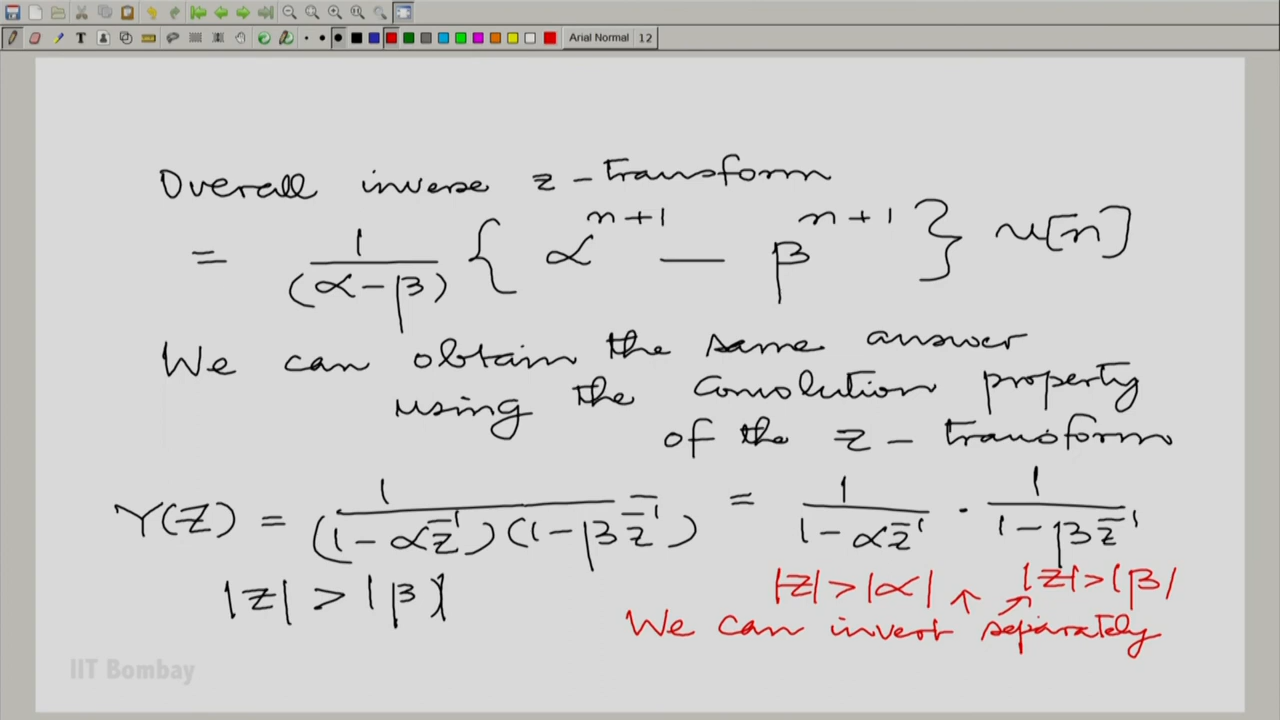 Arial Normal 12
Overall inverse z-transform
= 1/(α-β) { α^(n+1) — β^(n+1) } u[n]
We can obtain the same answer
using the convolution property
of the z-transform
Y(Z) = 1/((1-αz^-1)(1-βz^-1)) = 1/(1-αz^-1) · 1/(1-βz^-1)
|Z| > |β| |Z|>|α| ↑ ↗ |Z|>|β|
We can invert separately
IIT Bombay